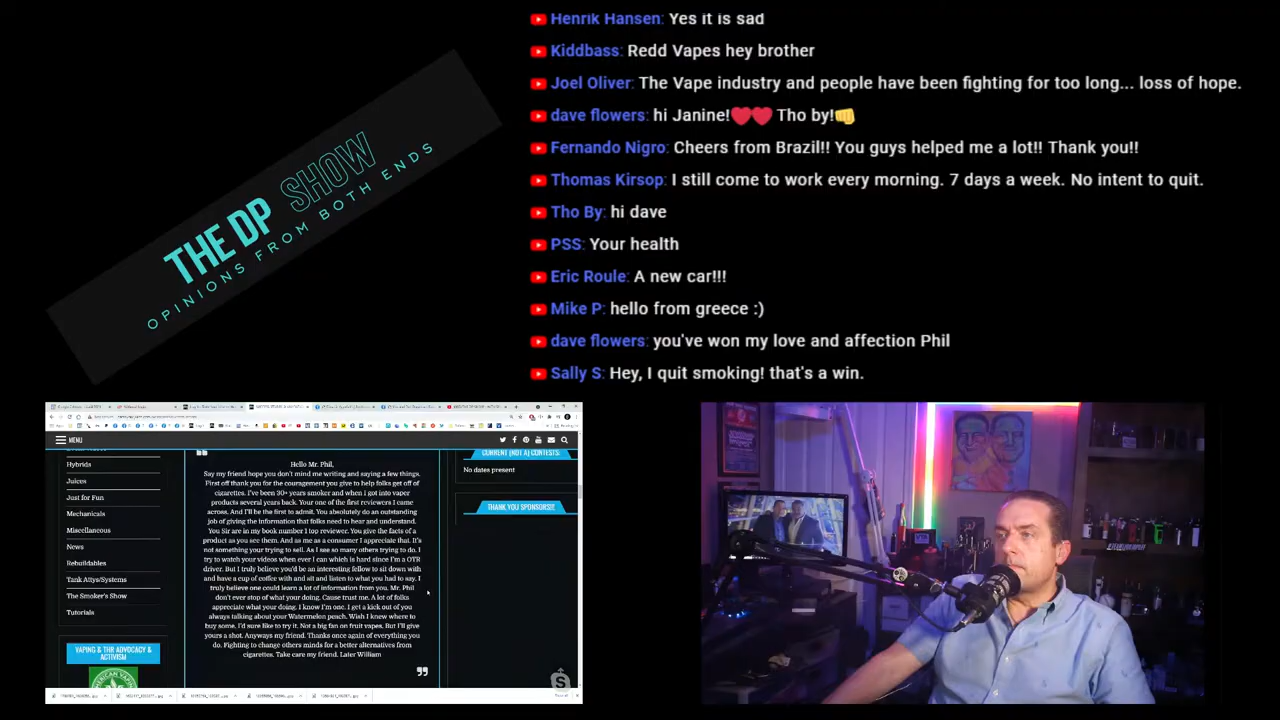 Henrik Hansen: Yes it is sad
Kiddbass: Redd Vapes hey brother
Joel Oliver: The Vape industry and people have been fighting for too long... loss of hope.
dave flowers: hi Janine!❤❤ Tho by!👊
Fernando Nigro: Cheers from Brazil!! You guys helped me a lot!! Thank you!!
Thomas Kirsop: I still come to work every morning. 7 days a week. No intent to quit.
Tho By: hi dave
PSS: Your health
Eric Roule: A new car!!!
Mike P: hello from greece :)
dave flowers: you've won my love and affection Phil
Sally S: Hey, I quit smoking! that's a win.
THE DP SHOW
OPINIONS FROM BOTH ENDS
MENU
Hybrids
Juices
Just for Fun
Mechanicals
Miscellaneous
News
Rebuildables
Tank Attys/Systems
The Smoker's Show
Tutorials
VAPING & THR ADVOCACY &
ACTIVISM
AMERICAN VAPING
❝
Hello Mr. Phil,
Say my friend hope you don't mind me writing and saying a few things.
First off thank you for the couragement you give to help folks get off of
cigarettes. I've been 30+ years smoker and when I got into vaper
products several years back. Your one of the first reviewers I came
across. And I'll be the first to admit. You absolutely do an outstanding
job of giving the information that folks need to hear and understand.
You Sir are in my book number 1 top reviewer. You give the facts of a
product as you see them. And as me as a consumer I appreciate that. It's
not something your trying to sell. As I see so many others trying to do. I
try to watch your videos when ever I can which is hard since I'm a OTR
driver. But I truly believe you'd be an interesting fellow to sit down with
and have a cup of coffee with and sit and listen to what you had to say. I
truly believe one could learn a lot of information from you. Mr. Phil
don't ever stop of what your doing. Cause trust me. A lot of folks
appreciate what your doing. I know I'm one. I get a kick out of you
always talking about your Watermelon peach. Wish I knew where to
buy some. I'd sure like to try it. Not a big fan on fruit vapes. But I'll give
yours a shot. Anyways my friend. Thanks once again of everything you
do. Fighting to change others minds for a better alternatives from
cigarettes. Take care my friend. Later William
❞
CURRENT (NOT A) CONTESTS:
No dates present
THANK YOU SPONSORS!!!